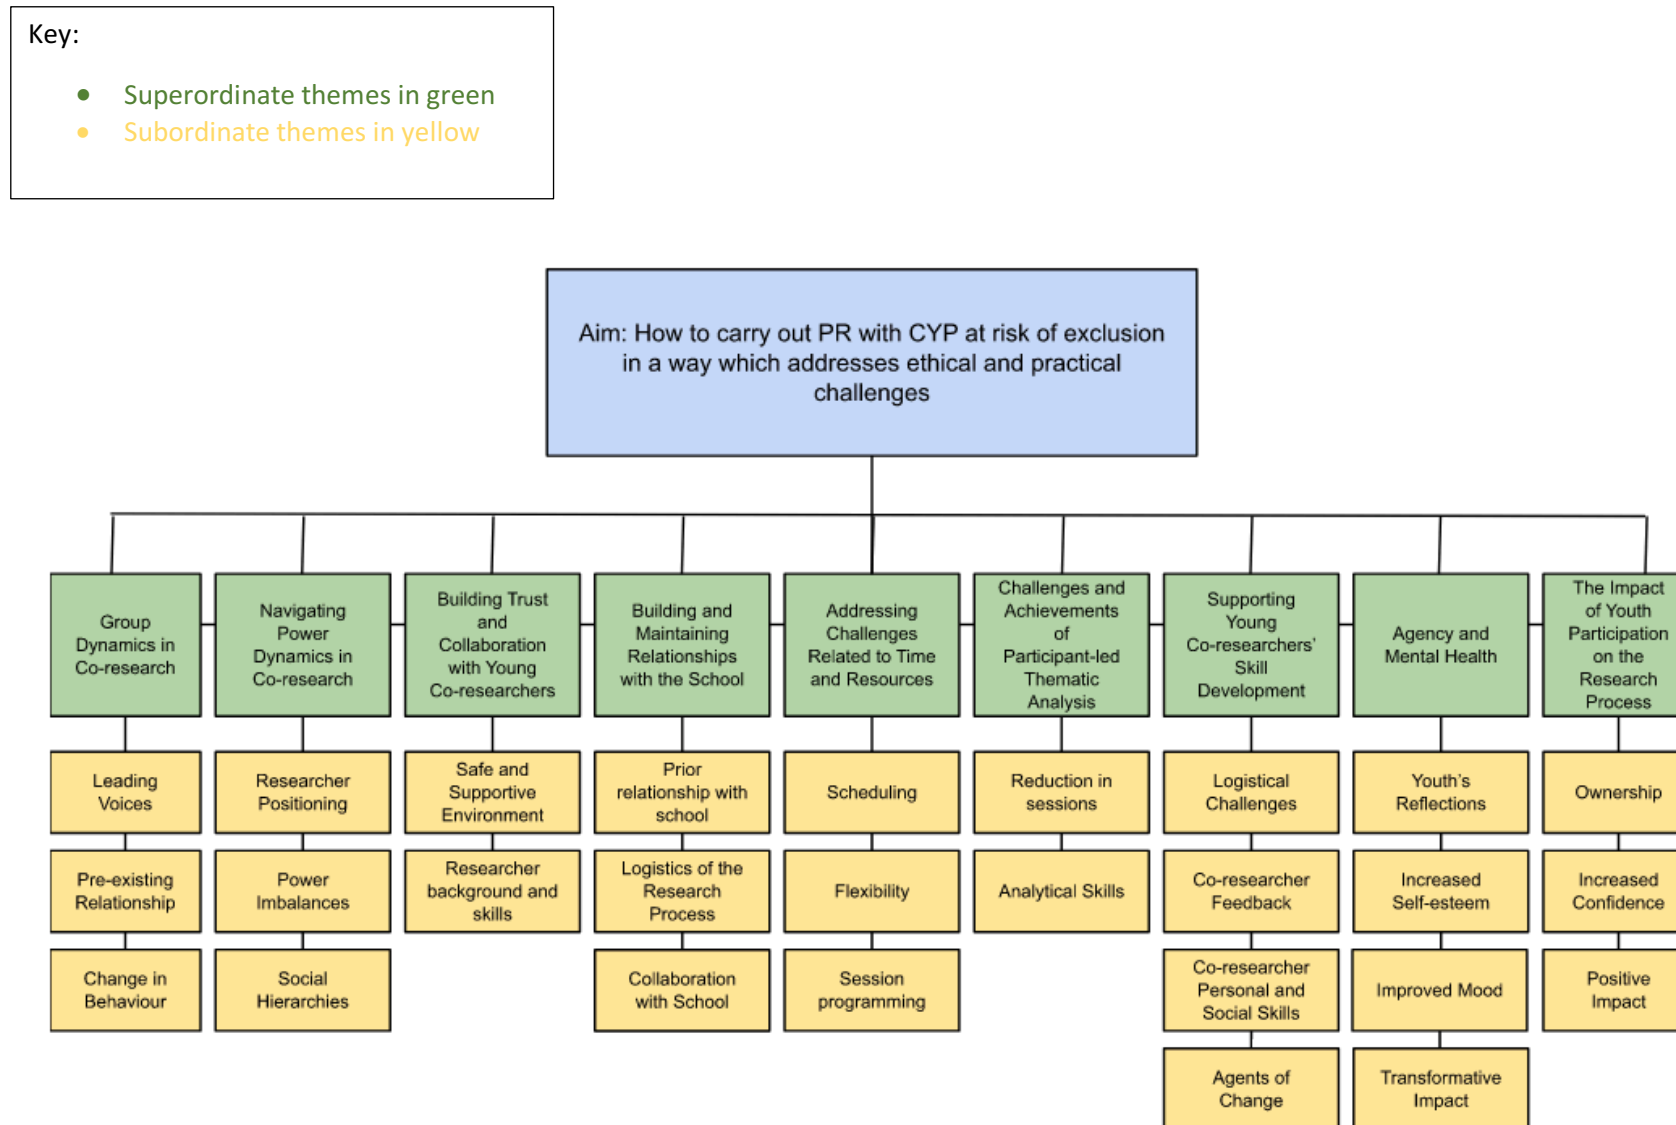 Key:
Superordinate themes in green
Subordinate themes in yellow
Aim: How to carry out PR with CYP at risk of exclusion
in a way which addresses ethical and practical
challenges
Group
Dynamics in
Co-research
Navigating
Power
Dynamics in
Co-research
Building Trust
and
Collaboration
with Young
Co-researchers
Building and
Maintaining
Relationships
with the School
Addressing
Challenges
Related to Time
and Resources
Challenges and
Achievements
of
Participant-led
Thematic
Analysis
Supporting
Young
Co-researchers'
Skill
Development
Agency and
Mental Health
The Impact
of Youth
Participation
on the
Research
Process
Leading
Voices
Researcher
Positioning
Safe and
Supportive
Environment
Prior
relationship with
school
Scheduling
Reduction in
sessions
Logistical
Challenges
Youth's
Reflections
Ownership
Pre-existing
Relationship
Power
Imbalances
Researcher
background and
skills
Logistics of the
Research
Process
Flexibility
Analytical Skills
Co-researcher
Feedback
Increased
Self-esteem
Increased
Confidence
Change in
Behaviour
Social
Hierarchies
Collaboration
with School
Session
programming
Co-researcher
Personal and
Social Skills
Improved Mood
Positive
Impact
Agents of
Change
Transformative
Impact